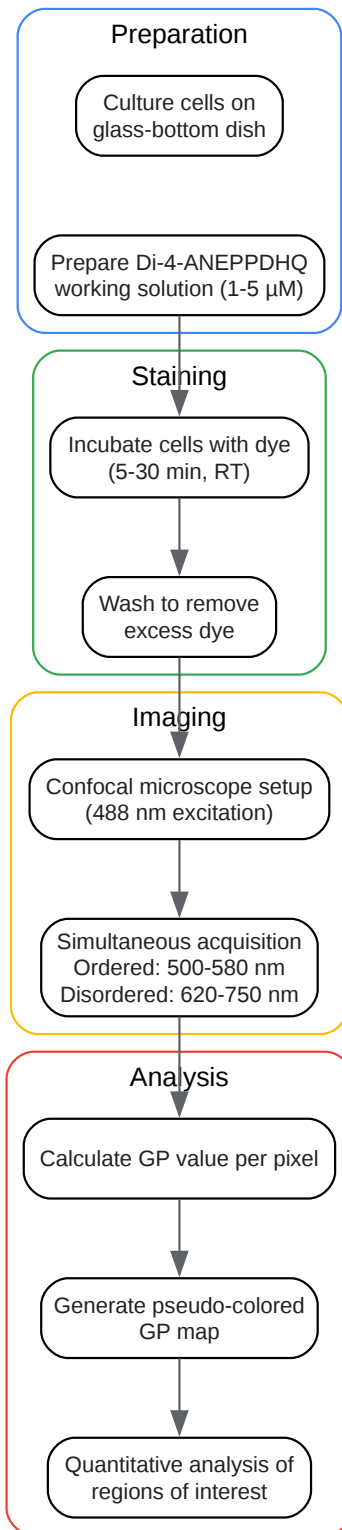 Preparation
Culture cells on
glass-bottom dish
Prepare Di-4-ANEPPDHQ
working solution (1-5 µM)
Staining
Incubate cells with dye
(5-30 min, RT)
Wash to remove
excess dye
Imaging
Confocal microscope setup
(488 nm excitation)
Simultaneous acquisition
Ordered: 500-580 nm
Disordered: 620-750 nm
Analysis
Calculate GP value per pixel
Generate pseudo-colored
GP map
Quantitative analysis of
regions of interest